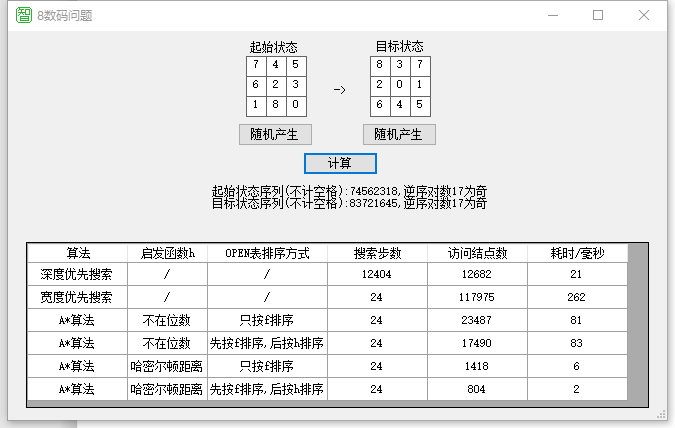 智 8数码问题
起始状态 目标状态
7 4 5 8 3 7
6 2 3 -> 2 0 1
1 8 0 6 4 5
随机产生 随机产生
计算
起始状态序列(不计空格):74562318,逆序对数17为奇
目标状态序列(不计空格):83721645,逆序对数17为奇
算法 启发函数h OPEN表排序方式 搜索步数 访问结点数 耗时/毫秒
深度优先搜索 / / 12404 12682 21
宽度优先搜索 / / 24 117975 262
A*算法 不在位数 只按f排序 24 23487 81
A*算法 不在位数 先按f排序,后按h排序 24 17490 83
A*算法 哈密尔顿距离 只按f排序 24 1418 6
A*算法 哈密尔顿距离 先按f排序,后按h排序 24 804 2